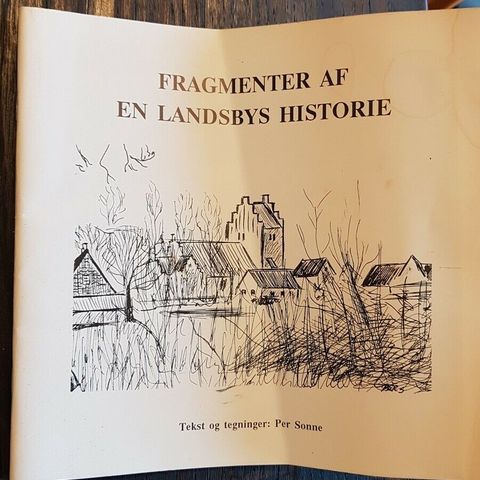 FRAGMENTER AF
EN LANDSBYS HISTORIE
Tekst og tegninger: Per Sonne